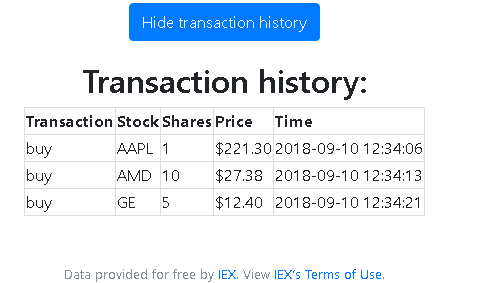 Hide transaction history
Transaction history:
Transaction Stock Shares Price Time
buy AAPL 1 $221.30 2018-09-10 12:34:06
buy AMD 10 $27.38 2018-09-10 12:34:13
buy GE 5 $12.40 2018-09-10 12:34:21
Data provided for free by IEX. View IEX's Terms of Use.